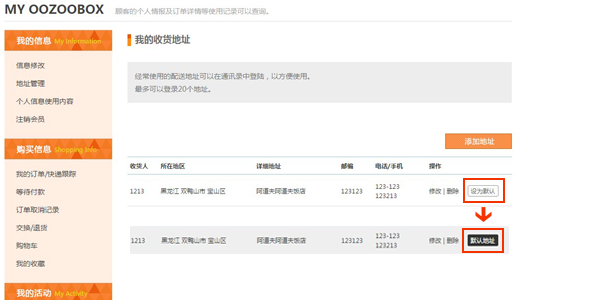 MY OOZOOBOX 顾客的个人情报及订单详情等使用记录可以查询。
我的信息 My Information
信息修改
地址管理
个人信息使用内容
注销会员
购买信息 Shopping Info
我的订单/快递跟踪
等待付款
订单取消记录
交换/退货
购物车
我的收藏
我的活动 My Activity
我的收货地址
经常使用的配送地址可以在通讯录中登陆，以方便使用。
最多可以登录20个地址。
添加地址
收货人 所在地区 详细地址 邮编 电话/手机 操作
1213 黑龙江 双鸭山市 宝山区 阿道夫阿道夫饭店 123123 123-123 123213 修改 | 删除 设为默认
1213 黑龙江 双鸭山市 宝山区 阿道夫阿道夫饭店 123123 123-123 123213 修改 | 删除 默认地址